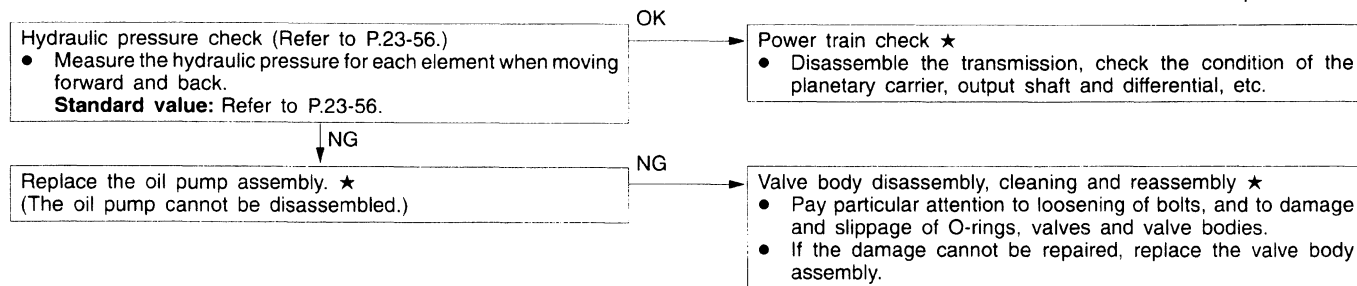 Hydraulic pressure check (Refer to P.23-56.)
● Measure the hydraulic pressure for each element when moving
forward and back.
Standard value: Refer to P.23-56.
OK
Power train check ★
● Disassemble the transmission, check the condition of the
planetary carrier, output shaft and differential, etc.
NG
Replace the oil pump assembly. ★
(The oil pump cannot be disassembled.)
NG
Valve body disassembly, cleaning and reassembly ★
● Pay particular attention to loosening of bolts, and to damage
and slippage of O-rings, valves and valve bodies.
● If the damage cannot be repaired, replace the valve body
assembly.